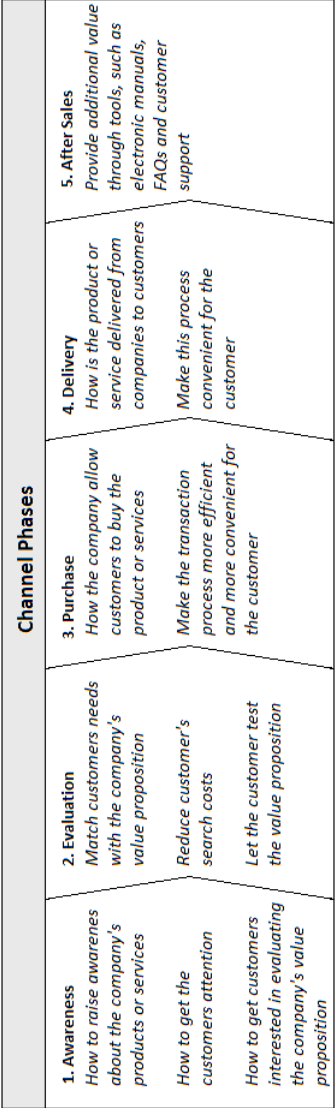 Channel Phases
1. Awareness
How to raise awarenes
about the company's
products or services
How to get the
customers attention
How to get customers
interested in evaluating
the company's value
proposition
2. Evaluation
Match customers needs
with the company's
value proposition
Reduce customer's
search costs
Let the customer test
the value proposition
3. Purchase
How the company allow
customers to buy the
product or services
Make the transaction
process more efficient
and more convenient for
the customer
4. Delivery
How is the product or
service delivered from
companies to customers
Make this process
convenient for the
customer
5. After Sales
Provide additional value
through tools, such as
electronic manuals,
FAQs and customer
support